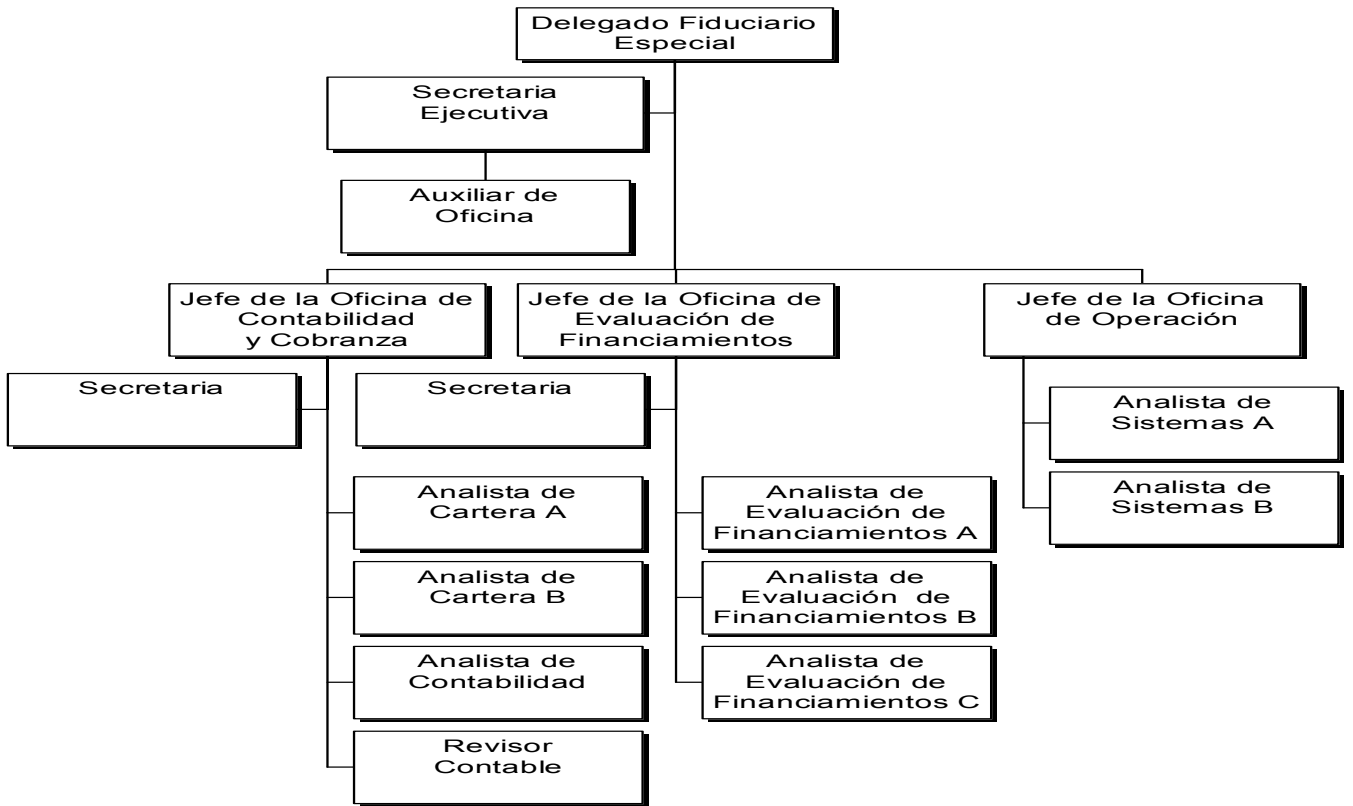 Delegado Fiduciario
Especial
Secretaria
Ejecutiva
Auxiliar de
Oficina
Jefe de la Oficina de
Contabilidad
y Cobranza
Jefe de la Oficina de
Evaluación de
Financiamientos
Jefe de la Oficina
de Operación
Secretaria
Secretaria
Analista de
Sistemas A
Analista de
Sistemas B
Analista de
Cartera A
Analista de
Cartera B
Analista de
Contabilidad
Revisor
Contable
Analista de
Evaluación de
Financiamientos A
Analista de
Evaluación  de
Financiamientos B
Analista de
Evaluación de
Financiamientos C